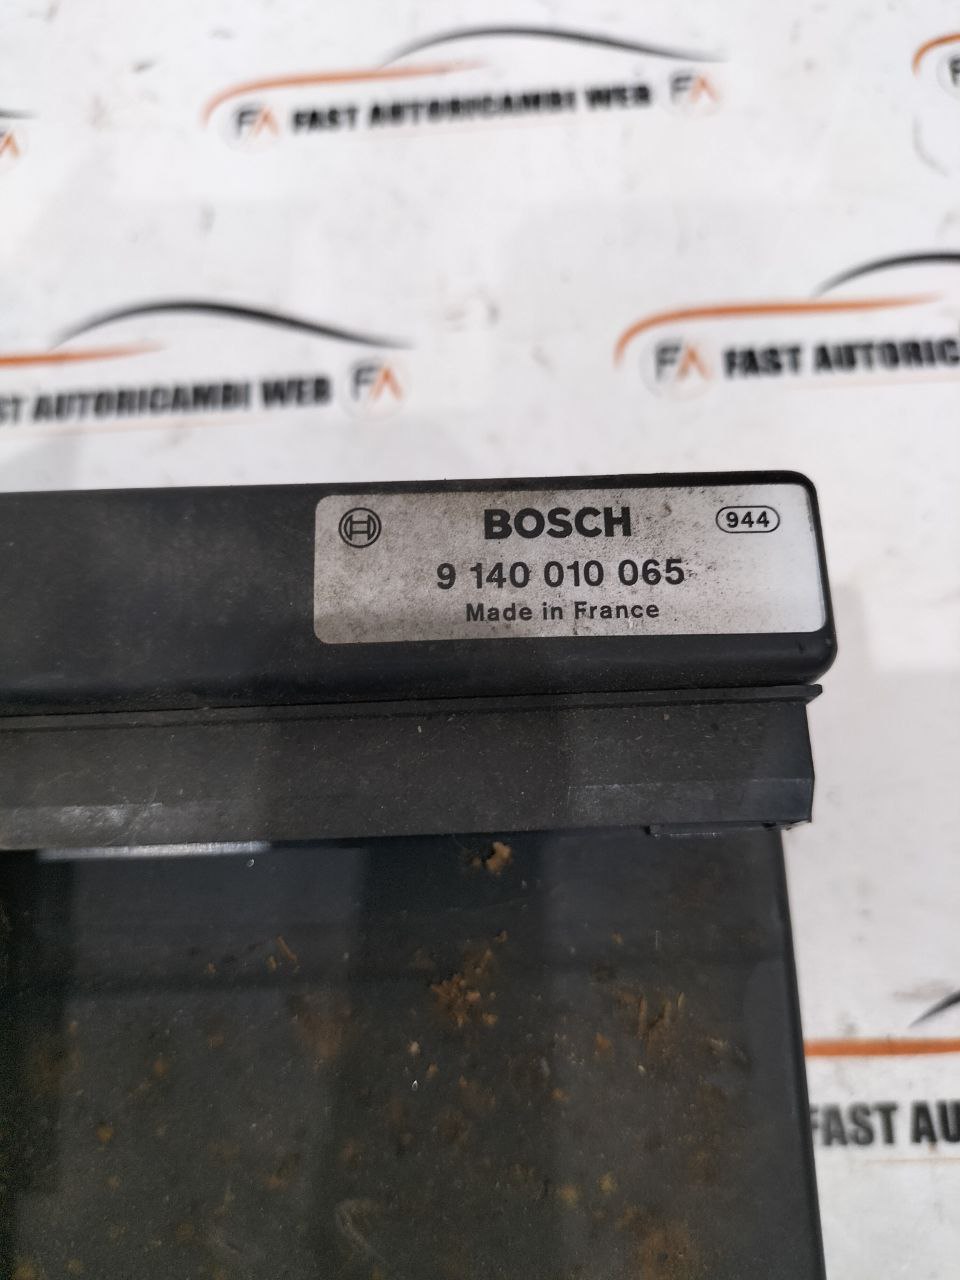 FA FAST AUTORICAMBI WEB FA
ST AUTORICAMBI WEB FA
FA FAST AUTORIC
BOSCH 944
9 140 010 065
Made in France
FAST AU